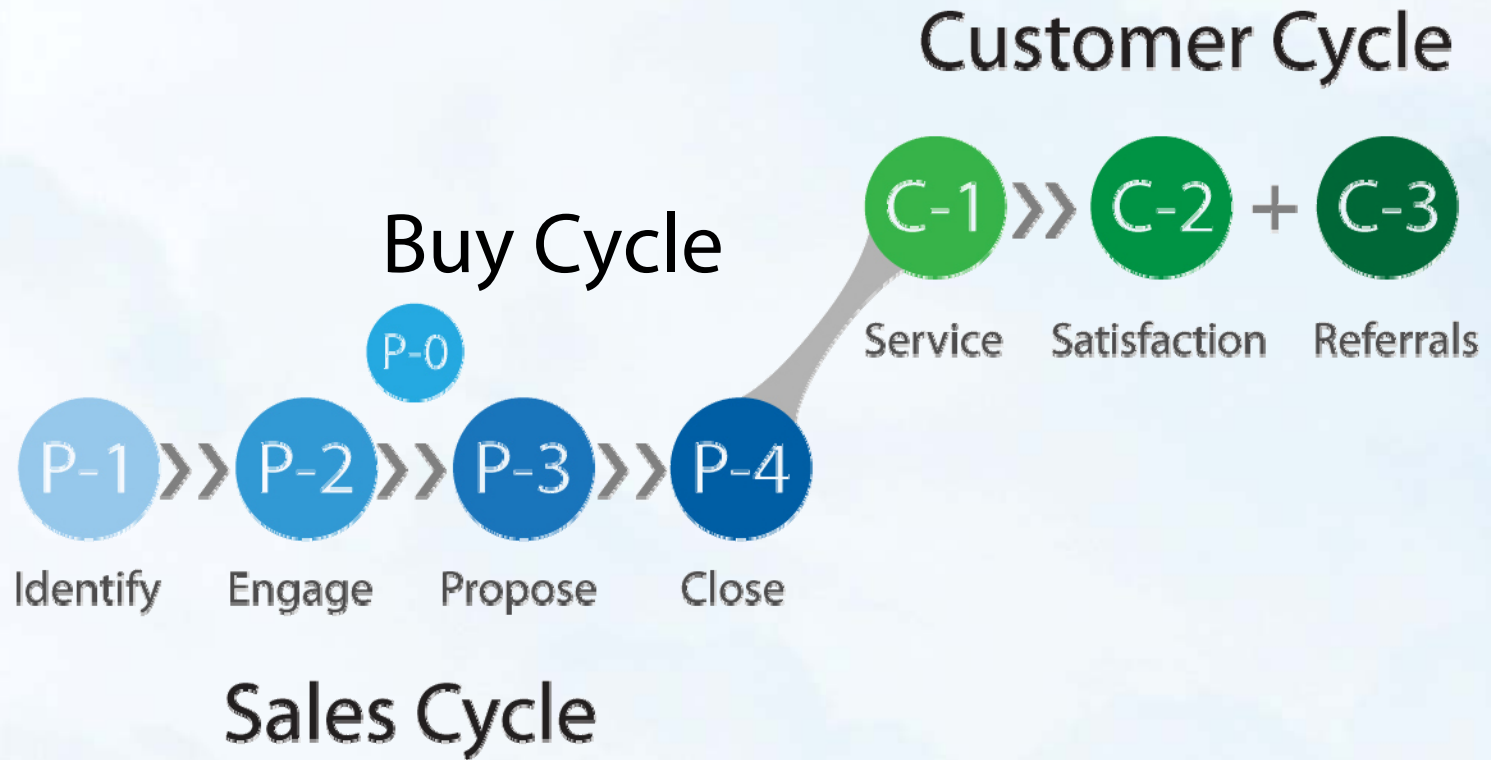 Customer Cycle
C-1 » C-2 + C-3
Service Satisfaction Referrals
Buy Cycle
P-0
P-1 » P-2 » P-3 » P-4
Identify Engage Propose Close
Sales Cycle